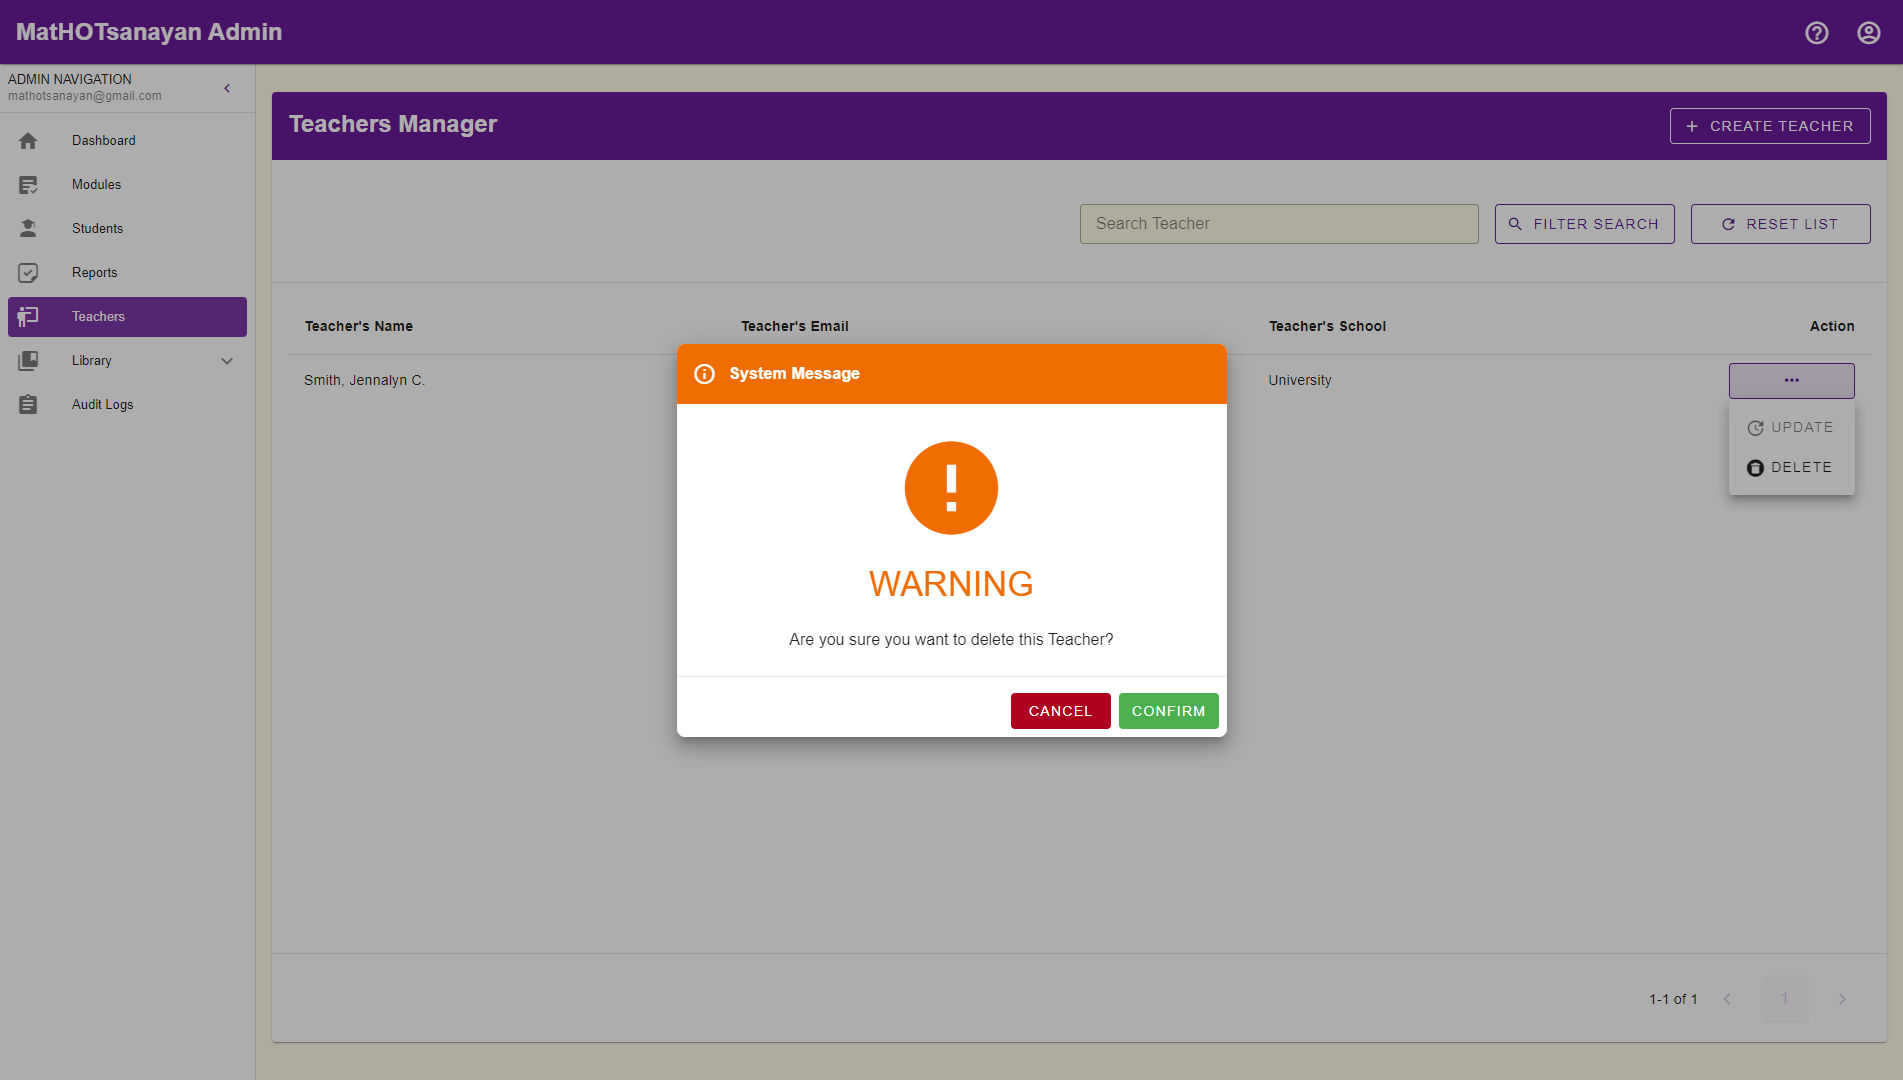 MatHOTsanayan Admin
ADMIN NAVIGATION
mathotsanayan@gmail.com
Dashboard
Modules
Students
Reports
Teachers
Library
Audit Logs
Teachers Manager
CREATE TEACHER
Search Teacher
FILTER SEARCH
RESET LIST
Teacher's Name Teacher's Email Teacher's School Action
Smith, Jennalyn C. University
UPDATE
DELETE
System Message
WARNING
Are you sure you want to delete this Teacher?
CANCEL CONFIRM
1-1 of 1 1